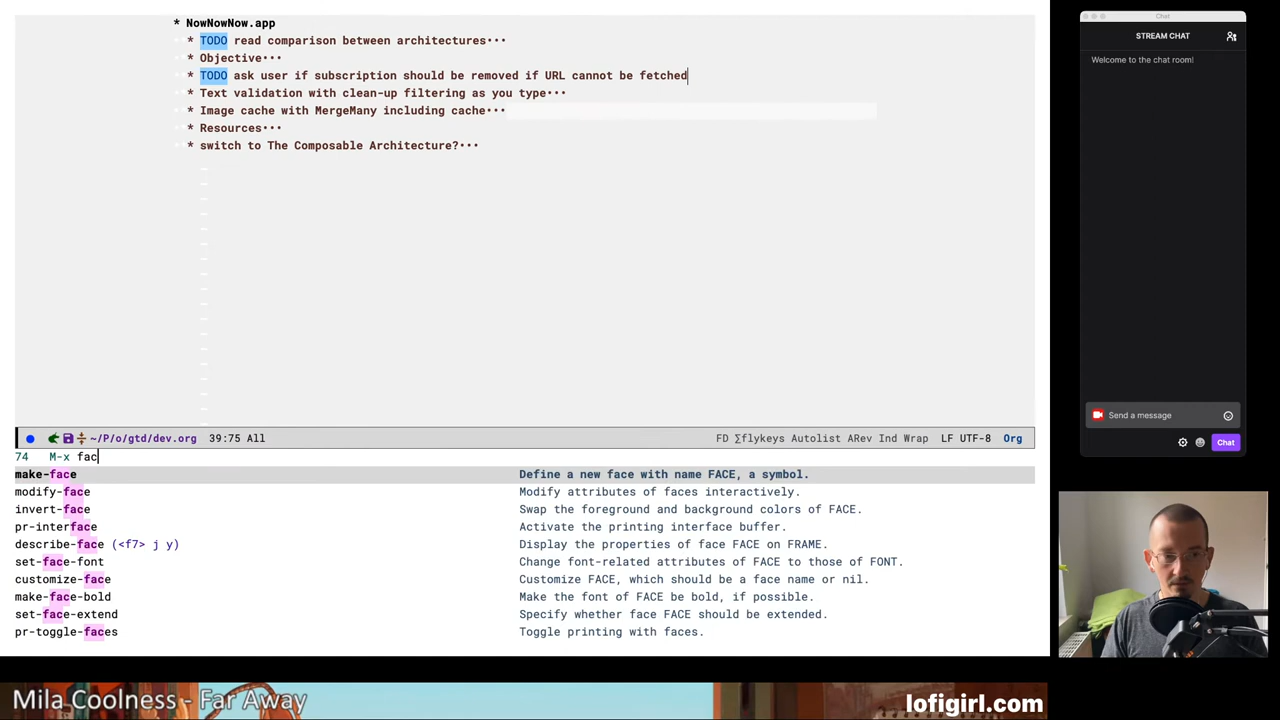 * NowNowNow.app
* TODO read comparison between architectures•••
* Objective•••
* TODO ask user if subscription should be removed if URL cannot be fetched
* Text validation with clean-up filtering as you type•••
* Image cache with MergeMany including cache•••
* Resources•••
* switch to The Composable Architecture?•••
~/P/o/gtd/dev.org 39:75 All FD ∑flykeys Autolist ARev Ind Wrap LF UTF-8 Org
74 M-x fac
make-face Define a new face with name FACE, a symbol.
modify-face Modify attributes of faces interactively.
invert-face Swap the foreground and background colors of FACE.
pr-interface Activate the printing interface buffer.
describe-face (<f7> j y) Display the properties of face FACE on FRAME.
set-face-font Change font-related attributes of FACE to those of FONT.
customize-face Customize FACE, which should be a face name or nil.
make-face-bold Make the font of FACE be bold, if possible.
set-face-extend Specify whether face FACE should be extended.
pr-toggle-faces Toggle printing with faces.
Chat
STREAM CHAT
Welcome to the chat room!
Send a message
Chat
Mila Coolness - Far Away
lofigirl.com